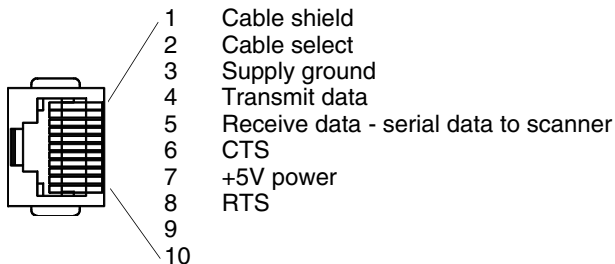 1 Cable shield
2 Cable select
3 Supply ground
4 Transmit data
5 Receive data - serial data to scanner
6 CTS
7 +5V power
8 RTS
9
10